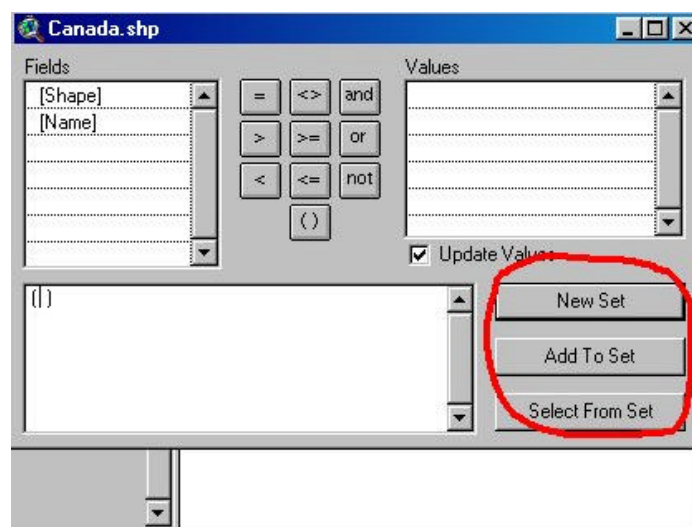 Canada.shp
Fields
Values
[Shape]
[Name]
= <> and
> >= or
< <= not
()
Update Values
( )
New Set
Add To Set
Select From Set